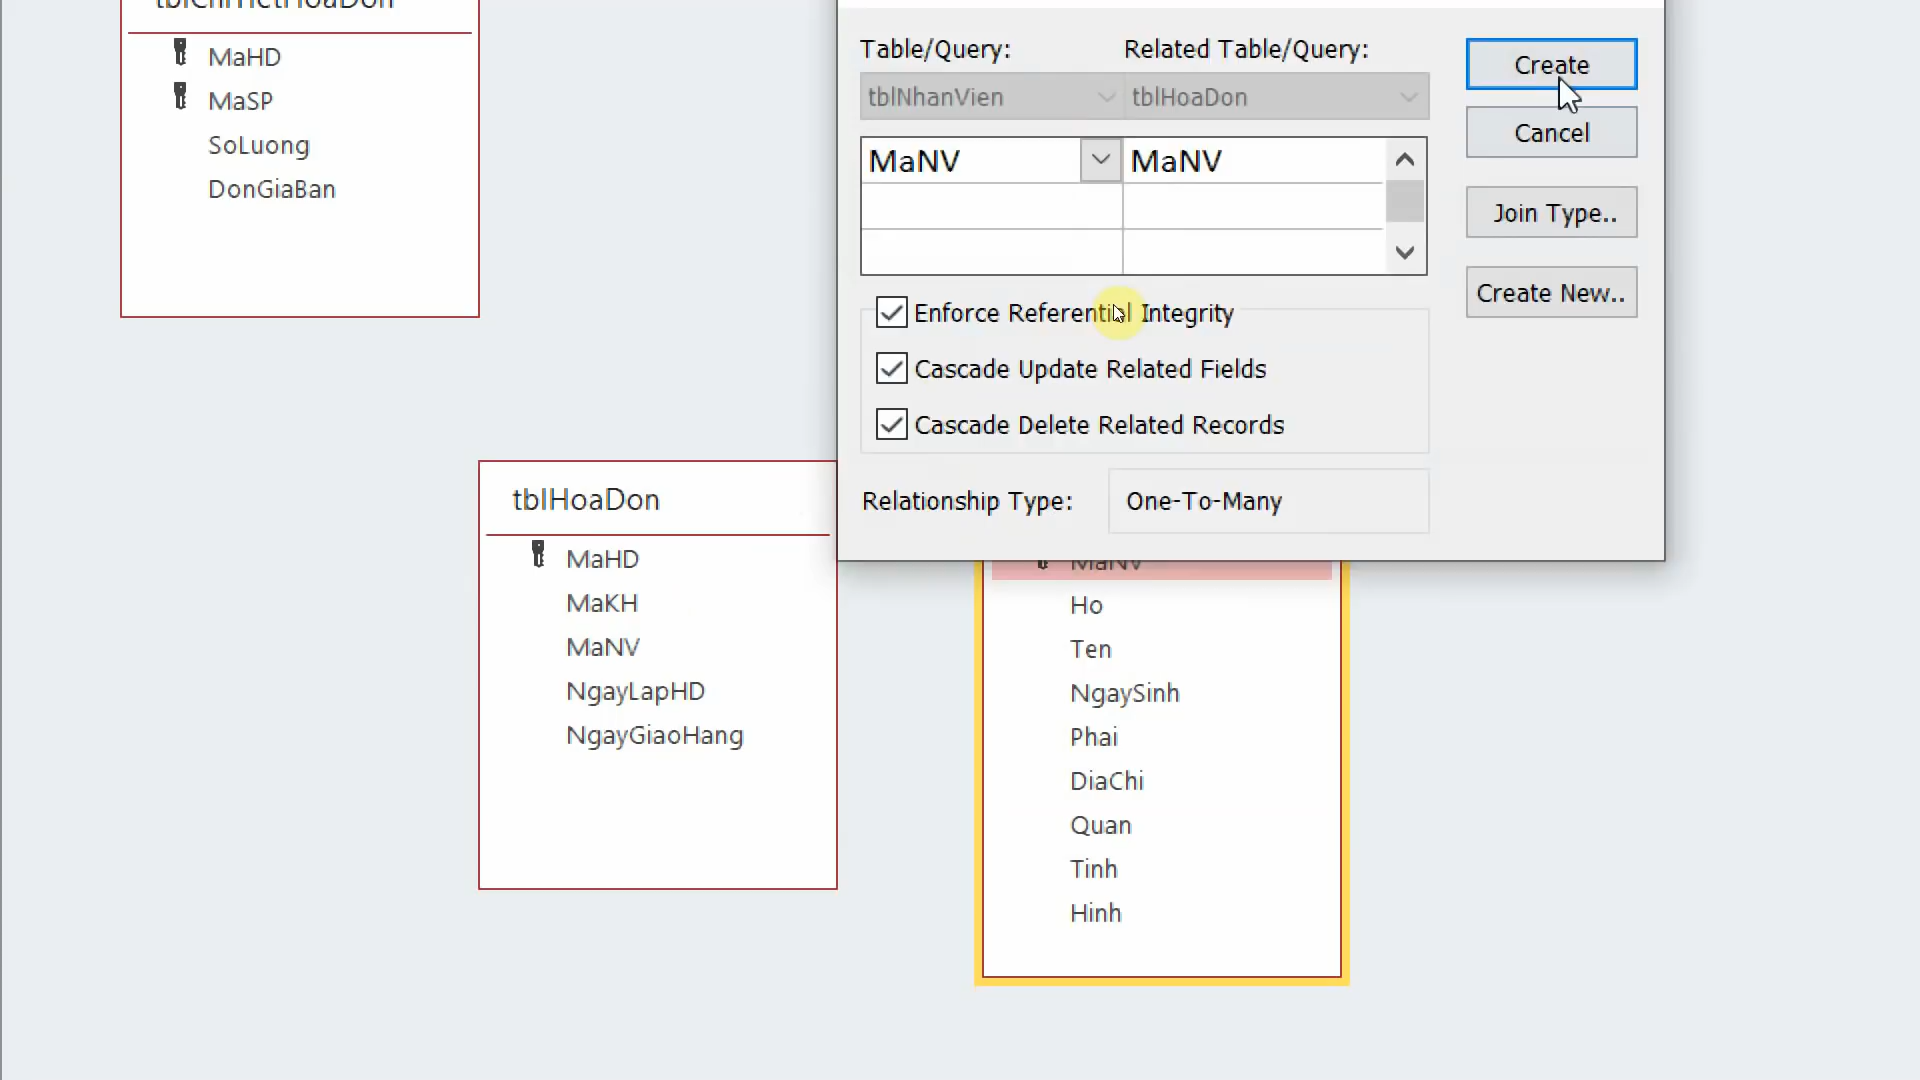 tblChiTietHoaDon
MaHD
MaSP
SoLuong
DonGiaBan
Table/Query:
Related Table/Query:
tblNhanVien
tblHoaDon
MaNV
MaNV
Enforce Referential Integrity
Cascade Update Related Fields
Cascade Delete Related Records
Relationship Type:
One-To-Many
Create
Cancel
Join Type..
Create New..
tblHoaDon
MaHD
MaKH
MaNV
NgayLapHD
NgayGiaoHang
MaNV
Ho
Ten
NgaySinh
Phai
DiaChi
Quan
Tinh
Hinh